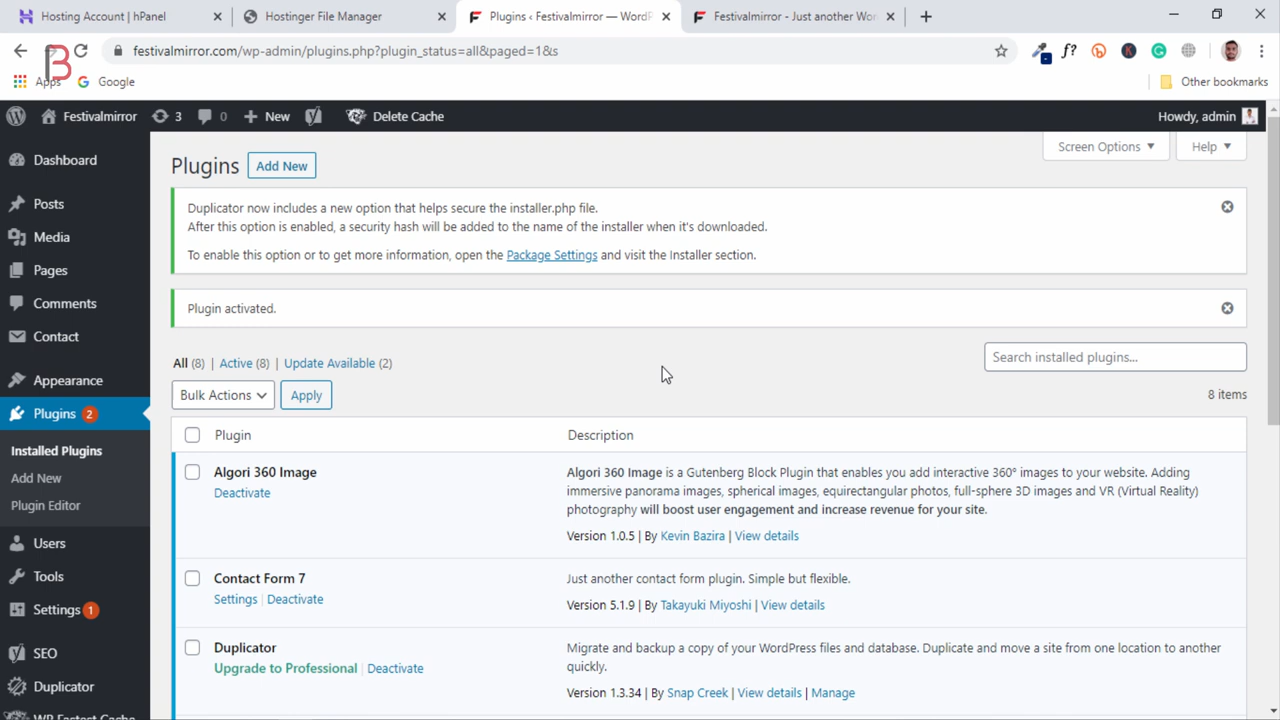 Hosting Account | hPanel
Hostinger File Manager
Plugins ‹ Festivalmirror — WordP
Festivalmirror - Just another Wo
festivalmirror.com/wp-admin/plugins.php?plugin_status=all&paged=1&s
Apps
Google
Other bookmarks
Festivalmirror
3
0
New
Delete Cache
Howdy, admin
Dashboard
Posts
Media
Pages
Comments
Contact
Appearance
Plugins 2
Installed Plugins
Add New
Plugin Editor
Users
Tools
Settings 1
SEO
Duplicator
WP Fastest Cache
Screen Options
Help
Plugins
Add New
Duplicator now includes a new option that helps secure the installer.php file.
After this option is enabled, a security hash will be added to the name of the installer when it's downloaded.
To enable this option or to get more information, open the Package Settings and visit the Installer section.
Plugin activated.
All (8) | Active (8) | Update Available (2)
Search installed plugins...
Bulk Actions
Apply
8 items
Plugin
Description
Algori 360 Image
Deactivate
Algori 360 Image is a Gutenberg Block Plugin that enables you add interactive 360° images to your website. Adding
immersive panorama images, spherical images, equirectangular photos, full-sphere 3D images and VR (Virtual Reality)
photography will boost user engagement and increase revenue for your site.
Version 1.0.5 | By Kevin Bazira | View details
Contact Form 7
Settings | Deactivate
Just another contact form plugin. Simple but flexible.
Version 5.1.9 | By Takayuki Miyoshi | View details
Duplicator
Upgrade to Professional | Deactivate
Migrate and backup a copy of your WordPress files and database. Duplicate and move a site from one location to another
quickly.
Version 1.3.34 | By Snap Creek | View details | Manage